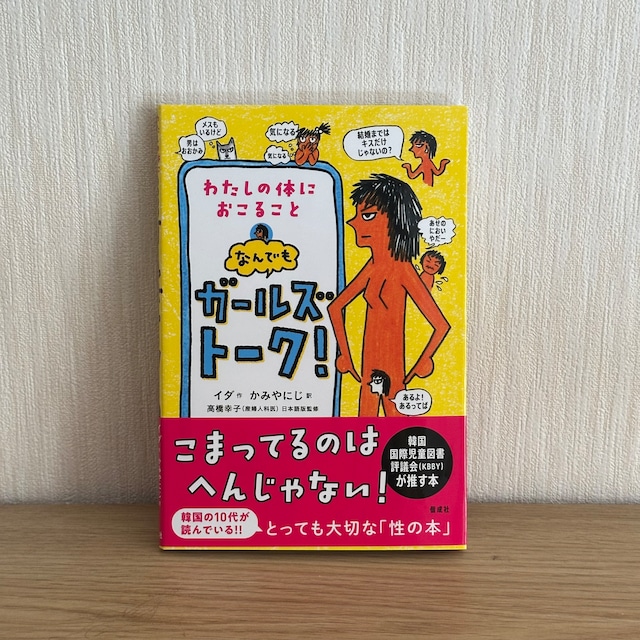 メスも
いるけど
男は
おおかみ
気になる
気になる
結婚までは
キスだけ
じゃないの?
わたしの体に
おこること
なんでも
ガールズ
トーク!
あせの
におい
やだー
あるよ!
あるってば
イダ 作 かみやにじ 訳
高橋幸子(産婦人科医) 日本語版監修
こまってるのは
へんじゃない!
韓国
国際児童図書
評議会(KBBY)
が推す本
偕成社
韓国の10代が
読んでいる!!
とっても大切な「性の本」